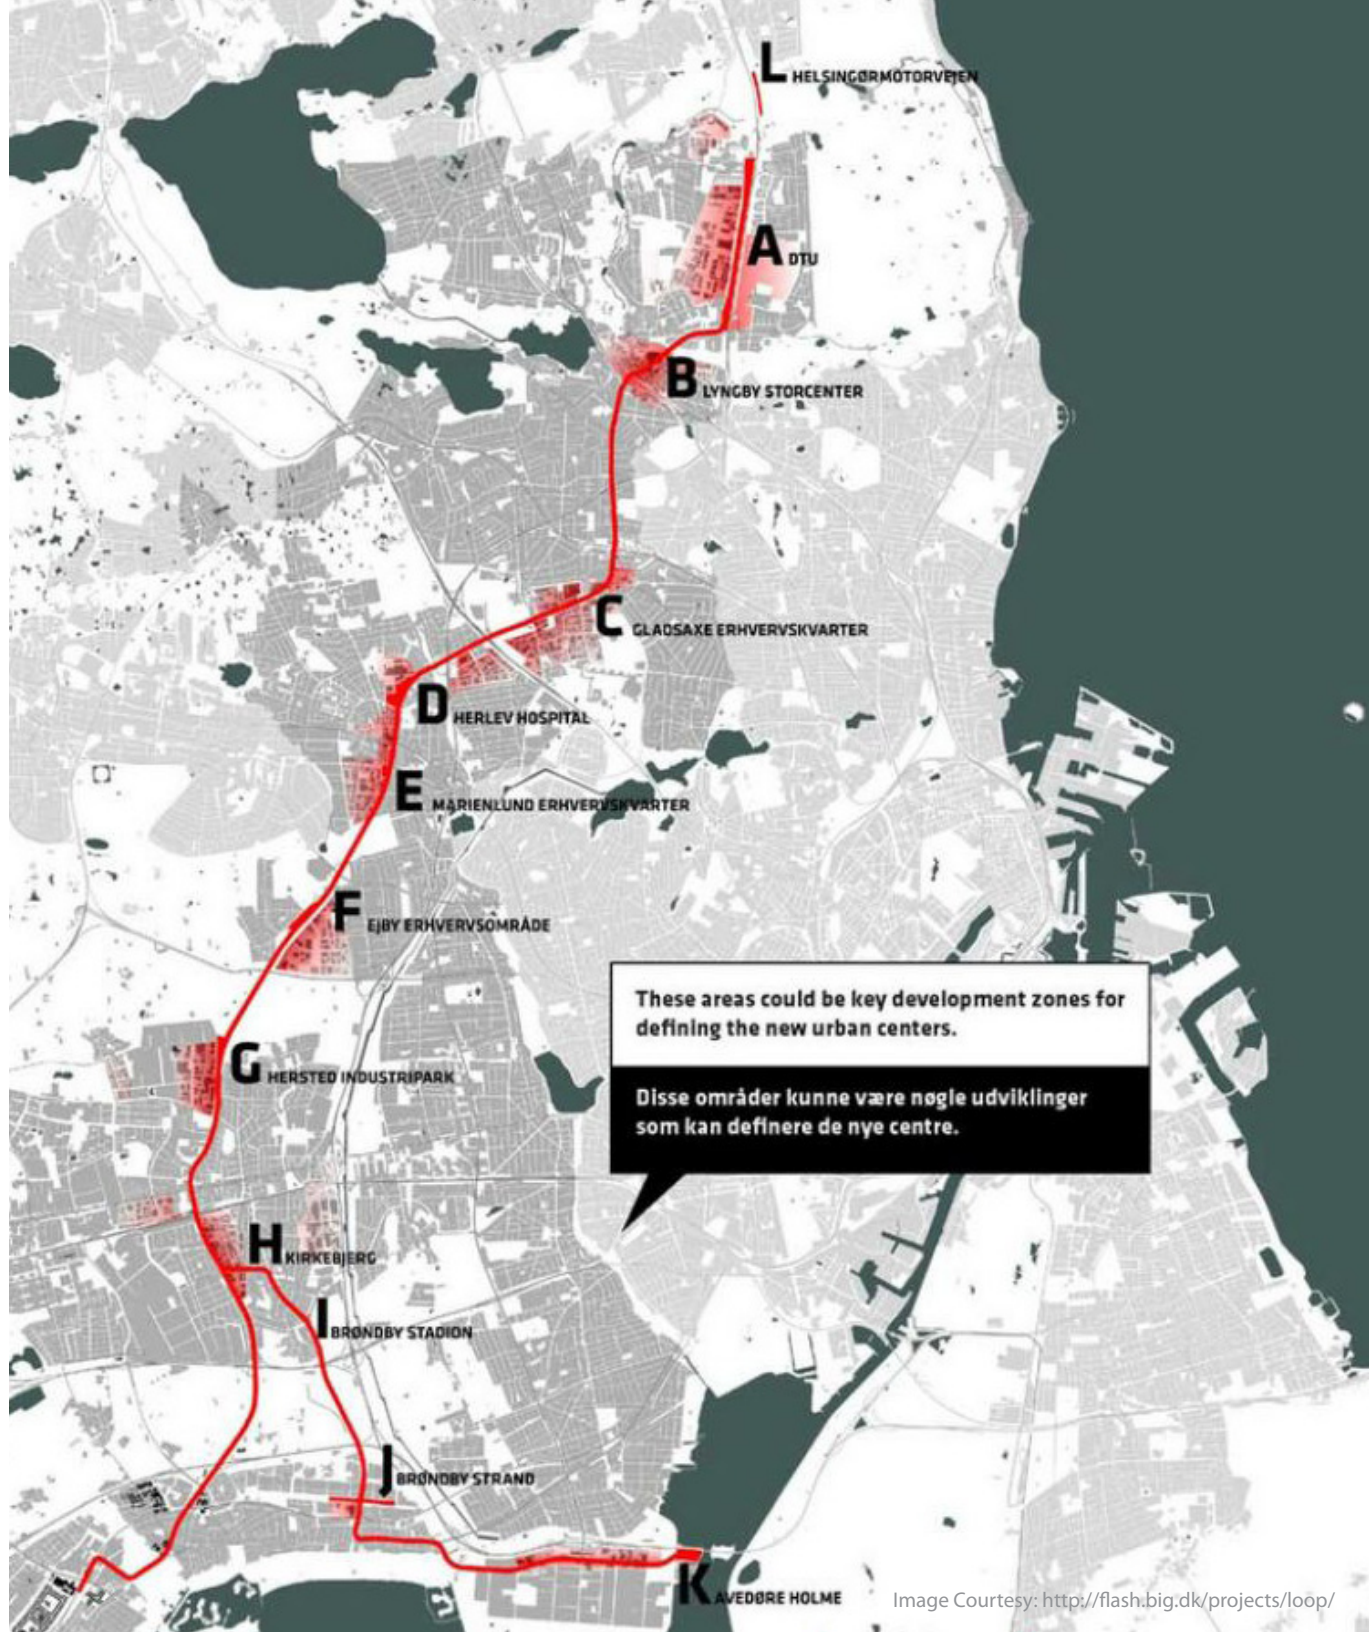 L HELSINGØRMOTORVEJEN
A DTU
B LYNGBY STORCENTER
C GLADSAXE ERHVERVSKVARTER
D HERLEV HOSPITAL
E MARIENLUND ERHVERVSKVARTER
F EJBY ERHVERVSOMRÅDE
These areas could be key development zones for
defining the new urban centers.
G HERSTED INDUSTRIPARK
Disse områder kunne være nøgle udviklinger
som kan definere de nye centre.
H KIRKEBJERG
I BRØNDBY STADION
J BRØNDBY STRAND
K AVEDØRE HOLME
Image Courtesy: http://flash.big.dk/projects/loop/